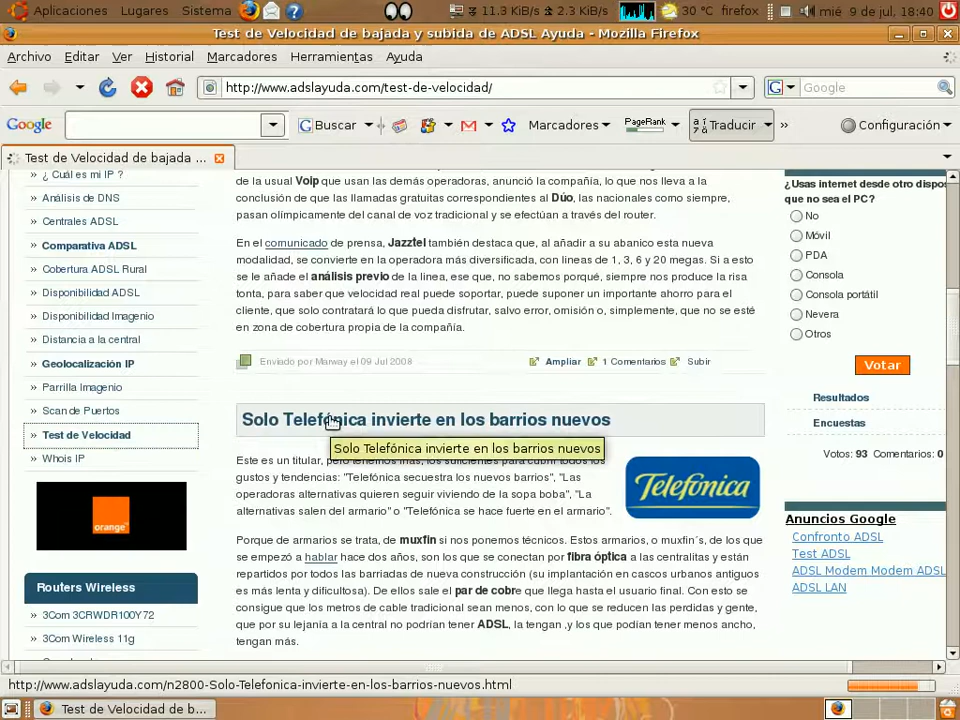 Aplicaciones Lugares Sistema 11.3 KiB/s 2.3 KiB/s 30 °C firefox mié 9 de jul, 18:40
Test de Velocidad de bajada y subida de ADSL Ayuda - Mozilla Firefox
Archivo Editar Ver Historial Marcadores Herramientas Ayuda
http://www.adslayuda.com/test-de-velocidad/ G Google
Google G Buscar Marcadores PageRank Traducir » Configuración
Test de Velocidad de bajada ...
» ¿ Cuál es mi IP ?
» Análisis de DNS
» Centrales ADSL
» Comparativa ADSL
» Cobertura ADSL Rural
» Disponibilidad ADSL
» Disponibilidad Imagenio
» Distancia a la central
» Geolocalización IP
» Parrilla Imagenio
» Scan de Puertos
» Test de Velocidad
» Whois IP
orange™
Routers Wireless
» 3Com 3CRWDR100Y72
» 3Com Wireless 11g
de la usual Voip que usan las demás operadoras, anunció la compañía, lo que nos lleva a la
conclusión de que las llamadas gratuitas correspondientes al Dúo, las nacionales como siempre,
pasan olímpicamente del canal de voz tradicional y se efectúan a través del router.
En el comunicado de prensa, Jazztel también destaca que, al añadir a su abanico esta nueva
modalidad, se convierte en la operadora más diversificada, con lineas de 1, 3, 6 y 20 megas. Si a esto
se le añade el análisis previo de la linea, ese que, no sabemos porqué, siempre nos produce la risa
tonta, para saber que velocidad real puede soportar, puede suponer un importante ahorro para el
cliente, que solo contratará lo que pueda disfrutar, salvo error, omisión o, simplemente, que no se esté
en zona de cobertura propia de la compañía.
Enviado por Marway el 09 Jul 2008 Ampliar 1 Comentarios Subir
Solo Telefónica invierte en los barrios nuevos
Solo Telefónica invierte en los barrios nuevos
Este es un titular, pero tenemos más, los suficientes para cubrir todos los
gustos y tendencias: "Telefónica secuestra los nuevos barrios", "Las
operadoras alternativas quieren seguir viviendo de la sopa boba", "La
alternativas salen del armario" o "Telefónica se hace fuerte en el armario".
Telefónica
Porque de armarios se trata, de muxfin si nos ponemos técnicos. Estos armarios, o muxfin´s, de los que
se empezó a hablar hace dos años, son los que se conectan por fibra óptica a las centralitas y están
repartidos por todos las barriadas de nueva construcción (su implantación en cascos urbanos antiguos
es más lenta y dificultosa). De ellos sale el par de cobre que llega hasta el usuario final. Con esto se
consigue que los metros de cable tradicional sean menos, con lo que se reducen las perdidas y gente,
que por su lejania a la central no podrían tener ADSL, la tengan ,y los que podían tener menos ancho,
tengan más.
¿Usas internet desde otro dispos
que no sea el PC?
No
Móvil
PDA
Consola
Consola portátil
Nevera
Otros
Votar
Resultados
Encuestas
Votos: 93 Comentarios: 0
Anuncios Google
Confronto ADSL
Test ADSL
ADSL Modem Modem ADSL
ADSL LAN
http://www.adslayuda.com/n2800-Solo-Telefonica-invierte-en-los-barrios-nuevos.html
Test de Velocidad de b...